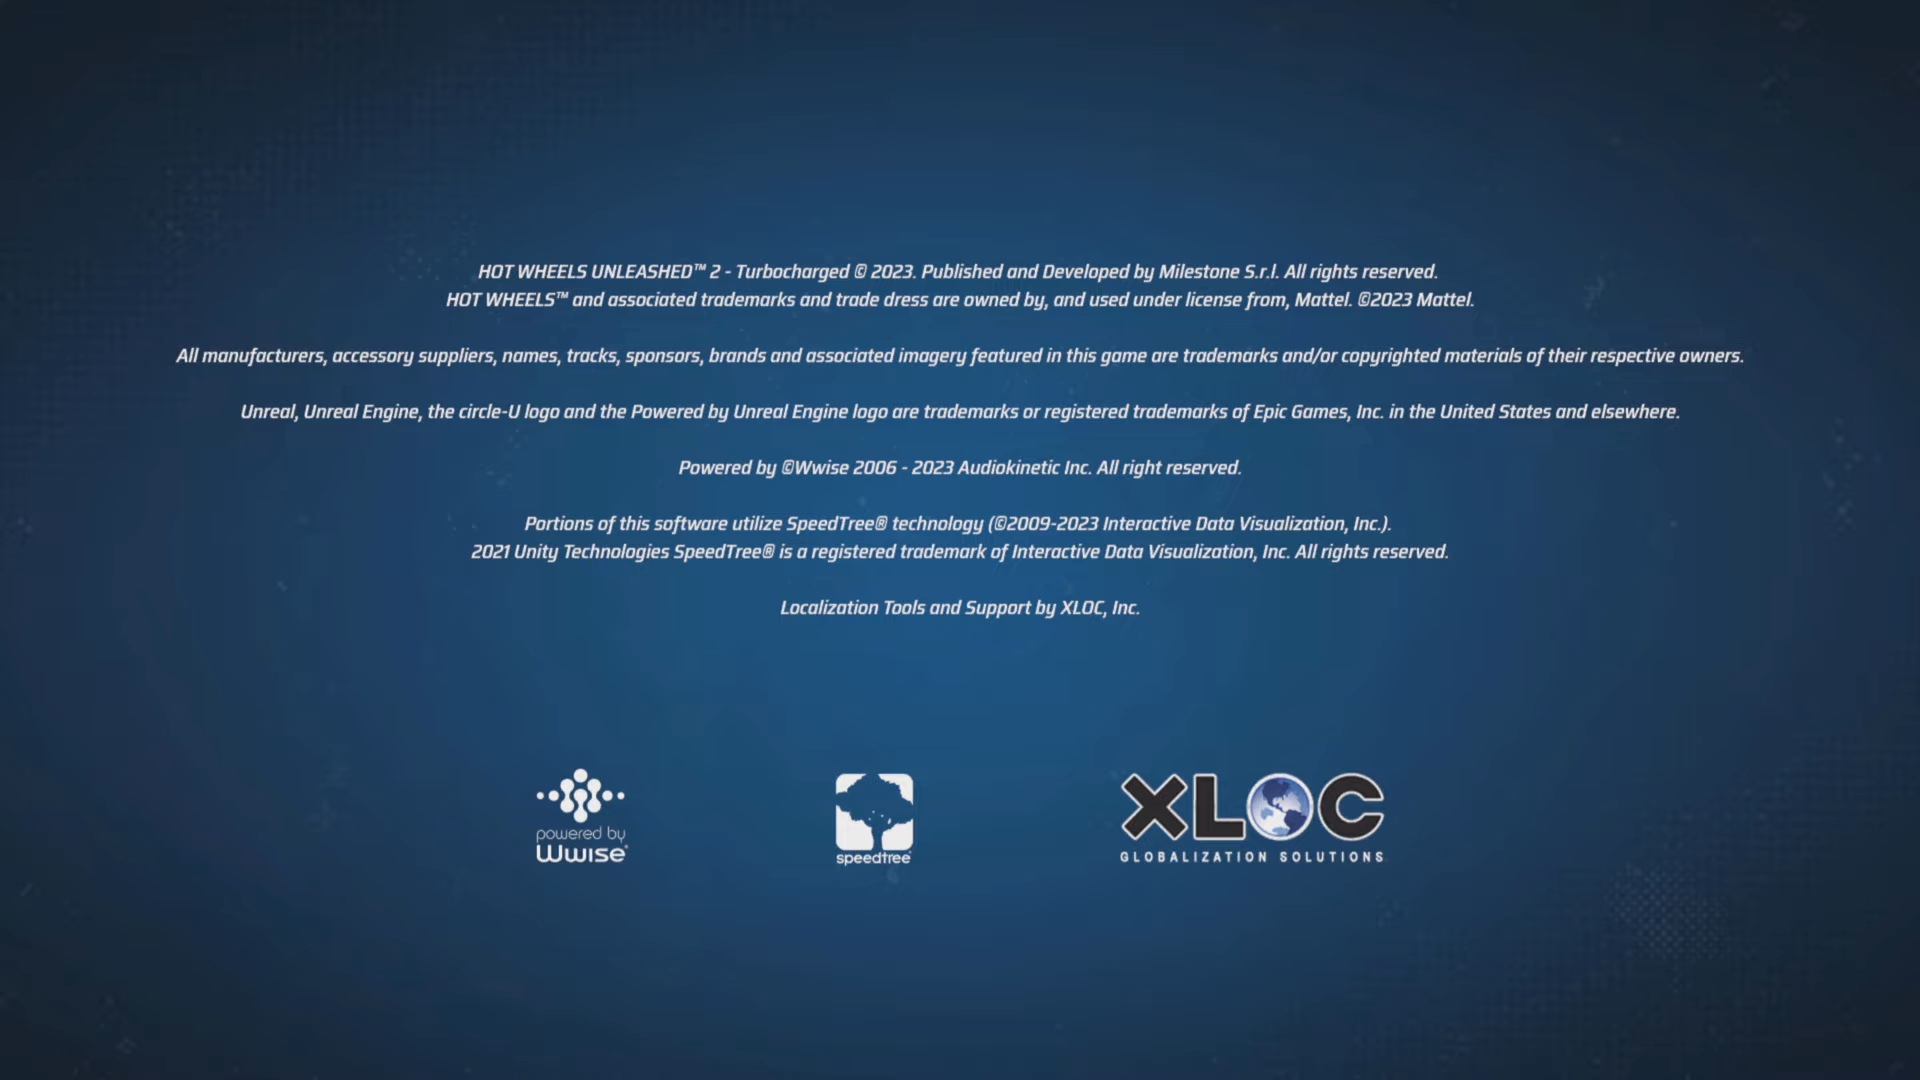 HOT WHEELS UNLEASHED™ 2 - Turbocharged © 2023. Published and Developed by Milestone S.r.l. All rights reserved.
HOT WHEELS™ and associated trademarks and trade dress are owned by, and used under license from, Mattel. ©2023 Mattel.
All manufacturers, accessory suppliers, names, tracks, sponsors, brands and associated imagery featured in this game are trademarks and/or copyrighted materials of their respective owners.
Unreal, Unreal Engine, the circle-U logo and the Powered by Unreal Engine logo are trademarks or registered trademarks of Epic Games, Inc. in the United States and elsewhere.
Powered by ©Wwise 2006 - 2023 Audiokinetic Inc. All right reserved.
Portions of this software utilize SpeedTree® technology (©2009-2023 Interactive Data Visualization, Inc.).
2021 Unity Technologies SpeedTree® is a registered trademark of Interactive Data Visualization, Inc. All rights reserved.
Localization Tools and Support by XLOC, Inc.
powered by
Wwise
speedtree
XLOC
GLOBALIZATION SOLUTIONS